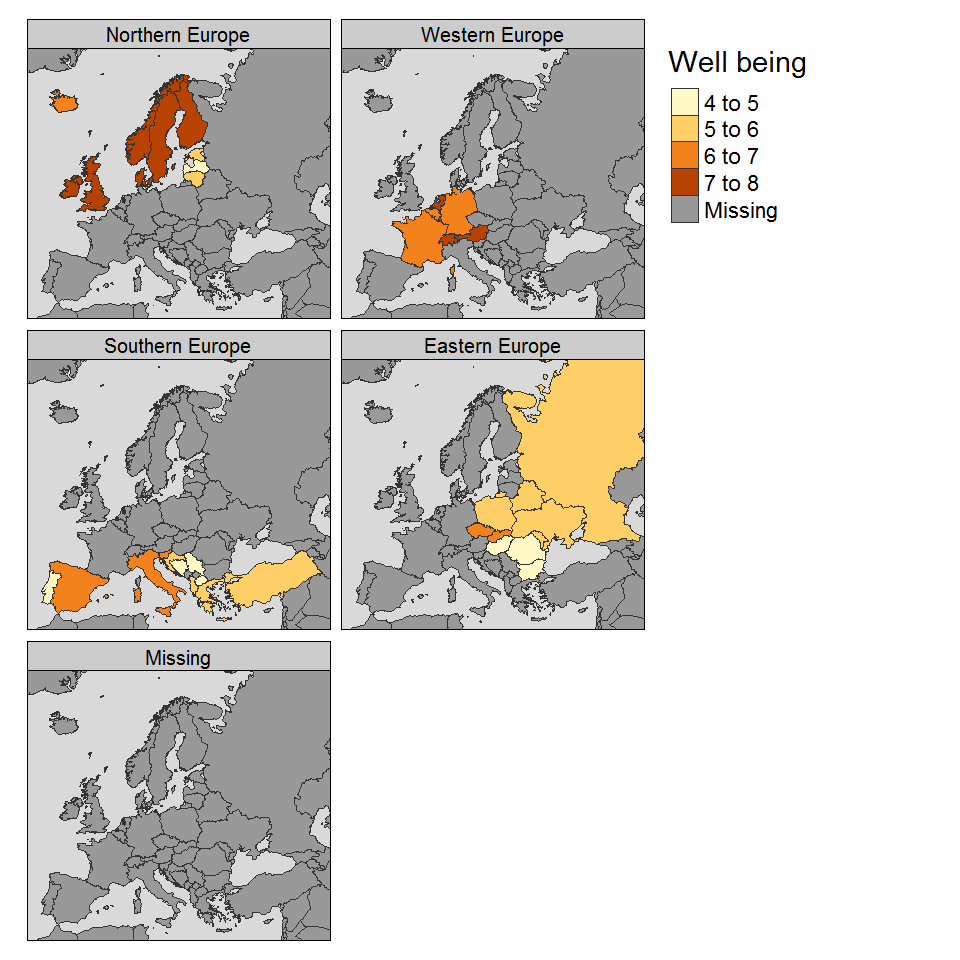 Northern Europe
Western Europe
Well being
4 to 5
5 to 6
6 to 7
7 to 8
Missing
Southern Europe
Eastern Europe
Missing